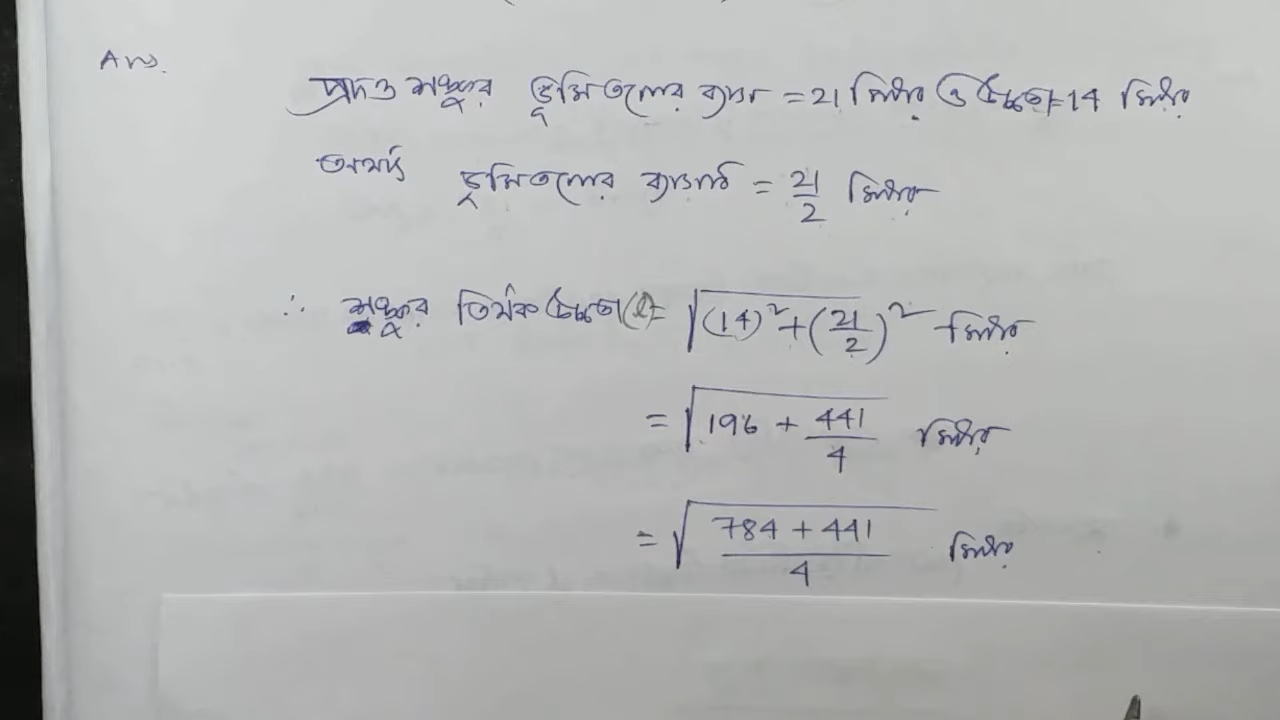 Ans.
প্রদত্ত শঙ্কুর ভূমিতলের ব্যাস = 21 মিটার ও উচ্চতা = 14 মিটার
অর্থাৎ ভূমিতলের ব্যাসার্ধ = 21/2 মিটার
∴ শঙ্কুর তির্যক উচ্চতা (l) = √((14)² + (21/2)²) মিটার
= √(196 + 441/4) মিটার
= √((784 + 441)/4) মিটার